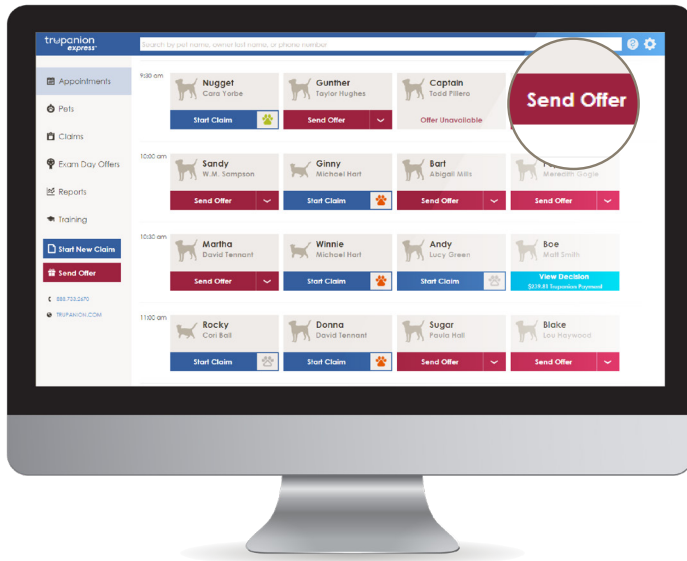 trupanion
express
Search by pet name, owner last name, or phone number
Send Offer
Appointments
Pets
Claims
Exam Day Offers
Reports
Training
Start New Claim
Send Offer
TRUPANION.COM
9:30 am
Nugget
Cara Yorbe
Start Claim
Gunther
Taylor Hughes
Send Offer
Captain
Todd Pillero
Offer Unavailable
10:00 am
Sandy
W.M. Sampson
Send Offer
Ginny
Michael Hart
Start Claim
Bart
Abigail Mills
Send Offer
Meredith Gogle
Send Offer
10:30 am
Martha
David Tennant
Send Offer
Winnie
Michael Hart
Start Claim
Andy
Lucy Green
Start Claim
Boe
Matt Smith
View Decision
Trupanion Payment
11:00 am
Rocky
Cori Ball
Start Claim
Donna
David Tennant
Start Claim
Sugar
Paula Hall
Send Offer
Blake
Lou Haywood
Send Offer